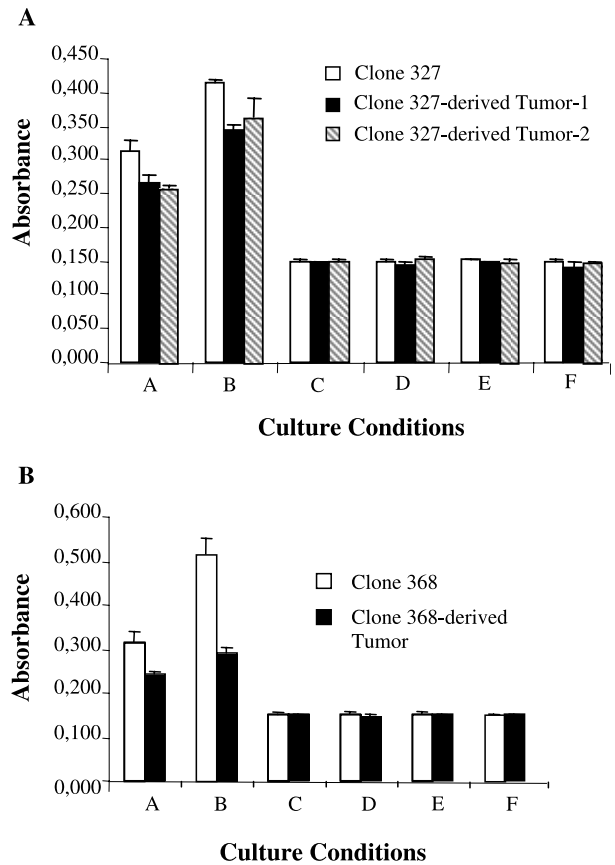 A
Absorbance
0,450
0,400
0,350
0,300
0,250
0,200
0,150
0,100
0,050
0,000
Clone 327
Clone 327-derived Tumor-1
Clone 327-derived Tumor-2
A B C D E F
Culture Conditions
B
Absorbance
0,600
0,500
0,400
0,300
0,200
0,100
0,000
Clone 368
Clone 368-derived
Tumor
A B C D E F
Culture Conditions